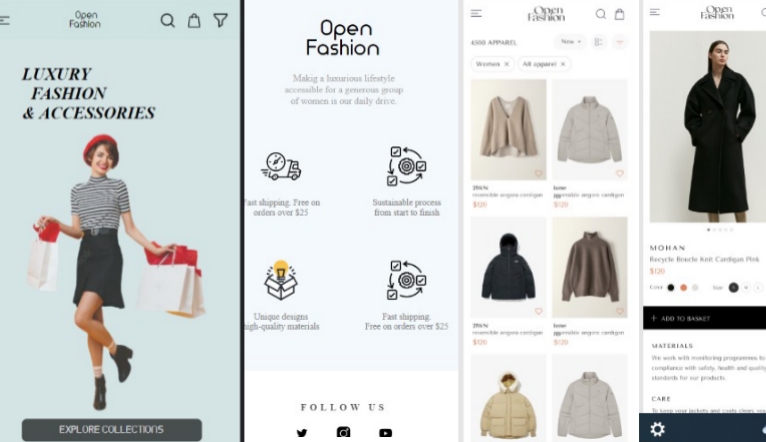 Open
Fashion
LUXURY
FASHION
& ACCESSORIES
EXPLORE COLLECTIONS
Open
Fashion
Makig a luxurious lifestyle
accessible for a generous group
of women is our daily drive.
Fast shipping. Free on
orders over $25
Sustainable process
from start to finish
Unique designs
high-quality materials
Fast shipping.
Free on orders over $25
FOLLOW US
Open
Fashion
4500 APPAREL
New
Women ×
All apparel ×
21WN
reversible angora cardigan
$120
lame
reversible angora cardigan
$120
21WN
reversible angora cardigan
$120
lame
reversible angora cardigan
$120
Open
Fashion
MOHAN
Recycle Boucle Knit Cardigan Pink
$120
Color
Size S M L
+ ADD TO BASKET
MATERIALS
We work with monitoring programmes to
compliance with safety, health and quality
standards for our products.
CARE
To keep your jackets and coats clean, you